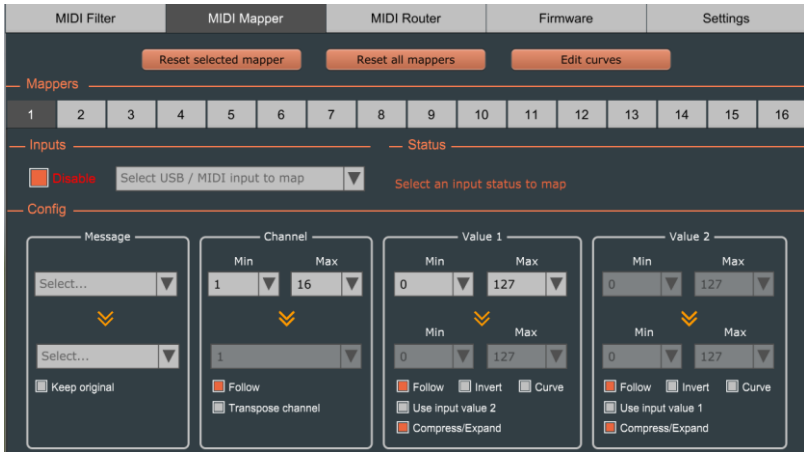 MIDI Filter MIDI Mapper MIDI Router Firmware Settings
Reset selected mapper Reset all mappers Edit curves
Mappers
1 2 3 4 5 6 7 8 9 10 11 12 13 14 15 16
Inputs Status
Disable Select USB / MIDI input to map Select an input status to map
Config
Message Channel Value 1 Value 2
Min Max Min Max Min Max
Select... 1 16 0 127 0 127
Min Max Min Max
Select... 1 0 127 0 127
Keep original Follow Follow Invert Curve Follow Invert Curve
Transpose channel Use input value 2 Use input value 1
Compress/Expand Compress/Expand